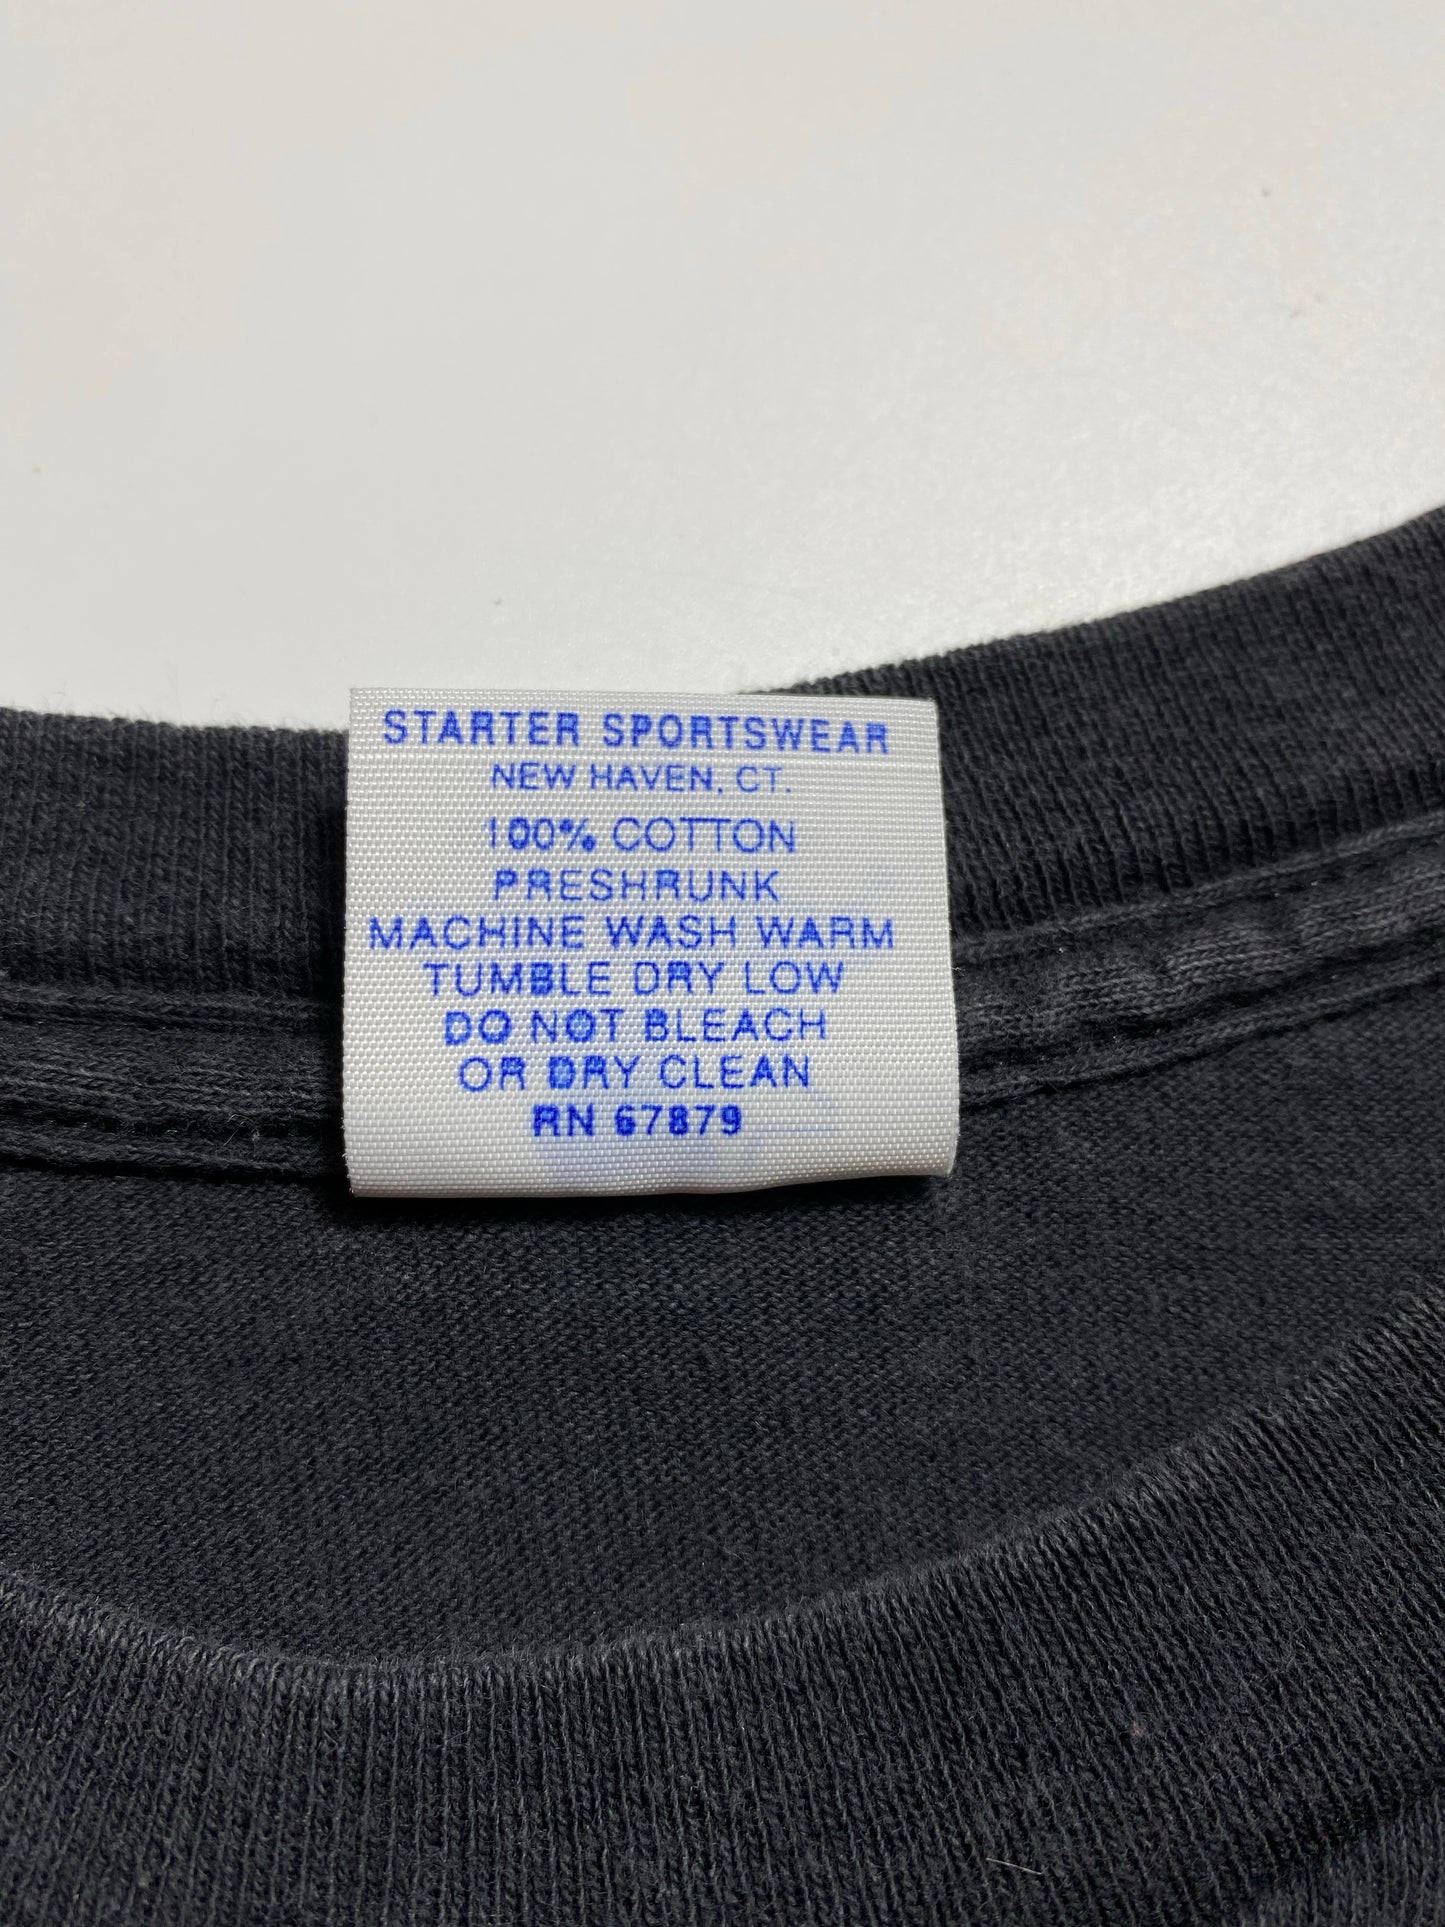 STARTER SPORTSWEAR
NEW HAVEN, CT.
100% COTTON
PRESHRUNK
MACHINE WASH WARM
TUMBLE DRY LOW
DO NOT BLEACH
OR DRY CLEAN
RN 67879